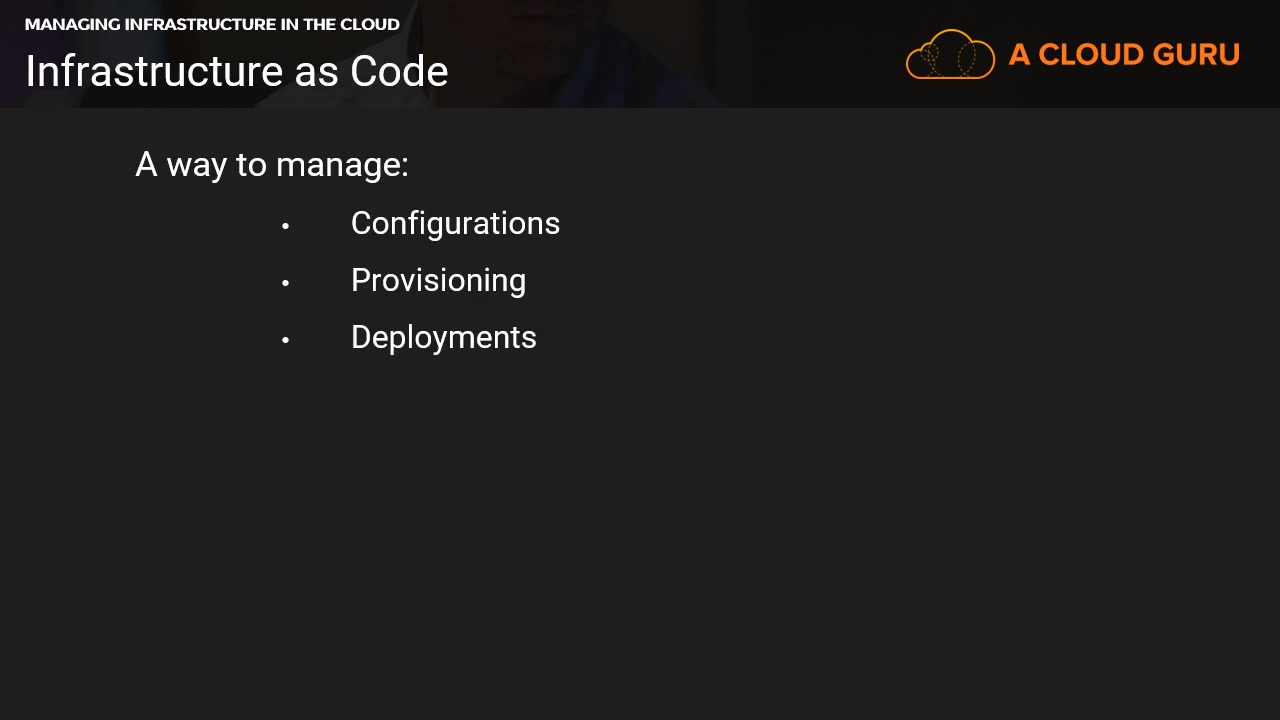 MANAGING INFRASTRUCTURE IN THE CLOUD
Infrastructure as Code
A CLOUD GURU
A way to manage:
• Configurations
• Provisioning
• Deployments